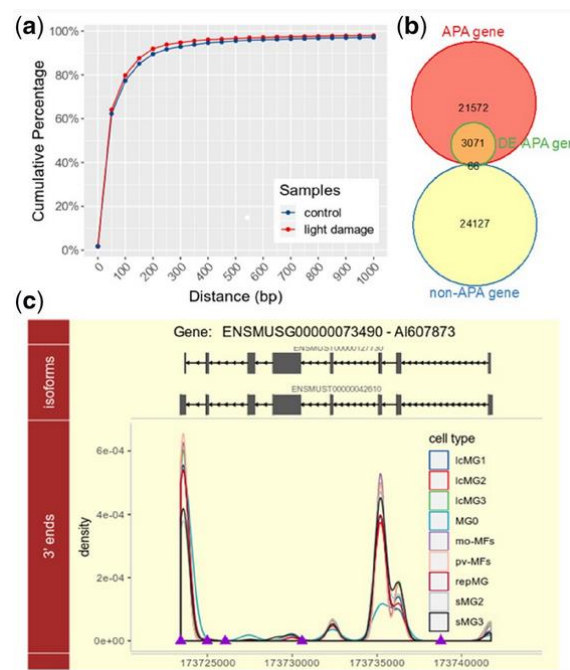 (a)
100%
80%
60%
40%
20%
0%
Cumulative Percentage
Samples
control
light damage
0 100 200 300 400 500 600 700 800 900 1000
Distance (bp)
(b)
APA gene
21572
3071
DE APA gen
66
24127
non-APA gene
(c)
Gene: ENSMUSG00000073490 - AI607873
isoforms
ENSMUST00000127730
ENSMUST00000042610
3' ends
density
6e-04
4e-04
2e-04
0e+00
cell type
lcMG1
lcMG2
lcMG3
MG0
mo-MFs
pv-MFs
repMG
sMG2
sMG3
173725000 173730000 173735000 173740000